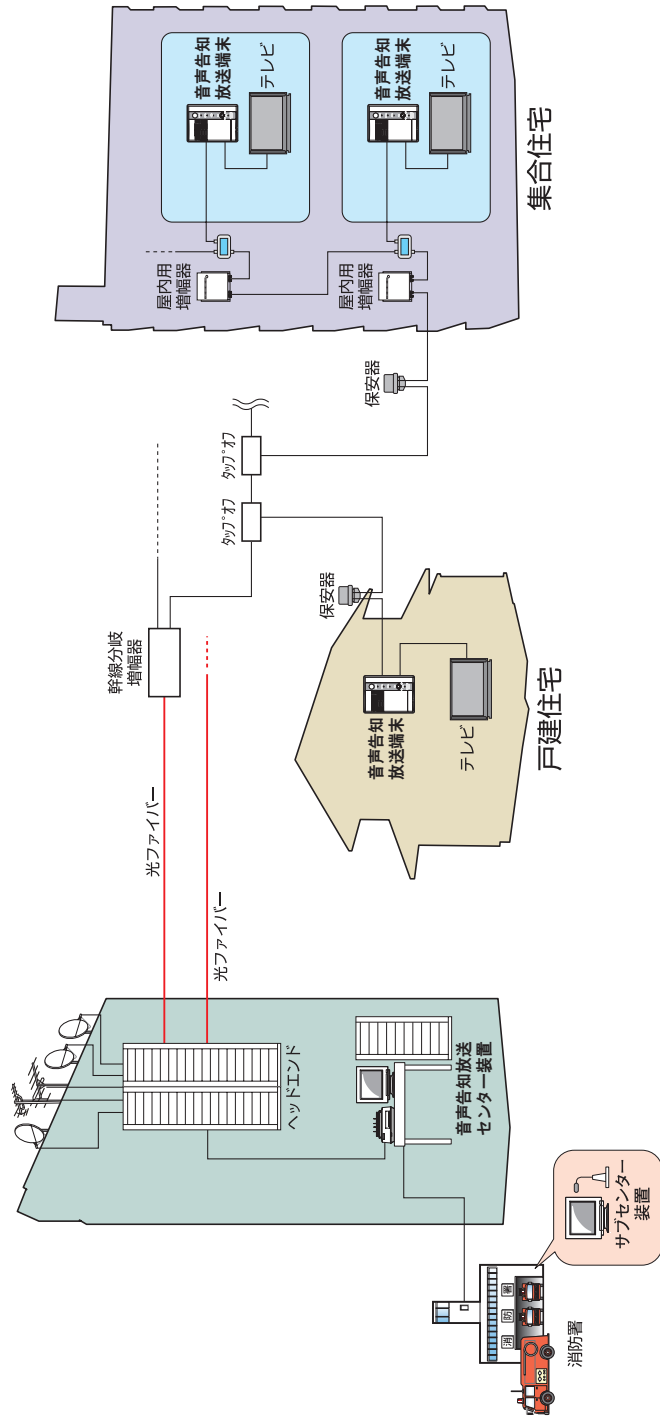 消防署
消
防
署
サブセンター
装置
ヘッドエンド
音声告知放送
センター装置
光ファイバー
光ファイバー
幹線分岐
増幅器
タップオフ
タップオフ
保安器
音声告知
放送端末
テレビ
戸建住宅
保安器
屋内用
増幅器
音声告知
放送端末
テレビ
屋内用
増幅器
音声告知
放送端末
テレビ
集合住宅